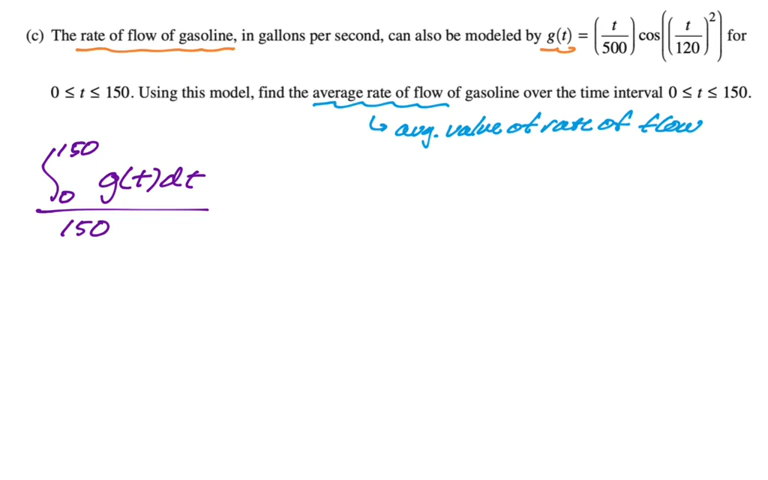 (c) The rate of flow of gasoline, in gallons per second, can also be modeled by g(t) = (t/500) cos((t/120)²) for
0 ≤ t ≤ 150. Using this model, find the average rate of flow of gasoline over the time interval 0 ≤ t ≤ 150.
↳ avg. value of rate of flow
∫₀¹⁵⁰ g(t)dt
150